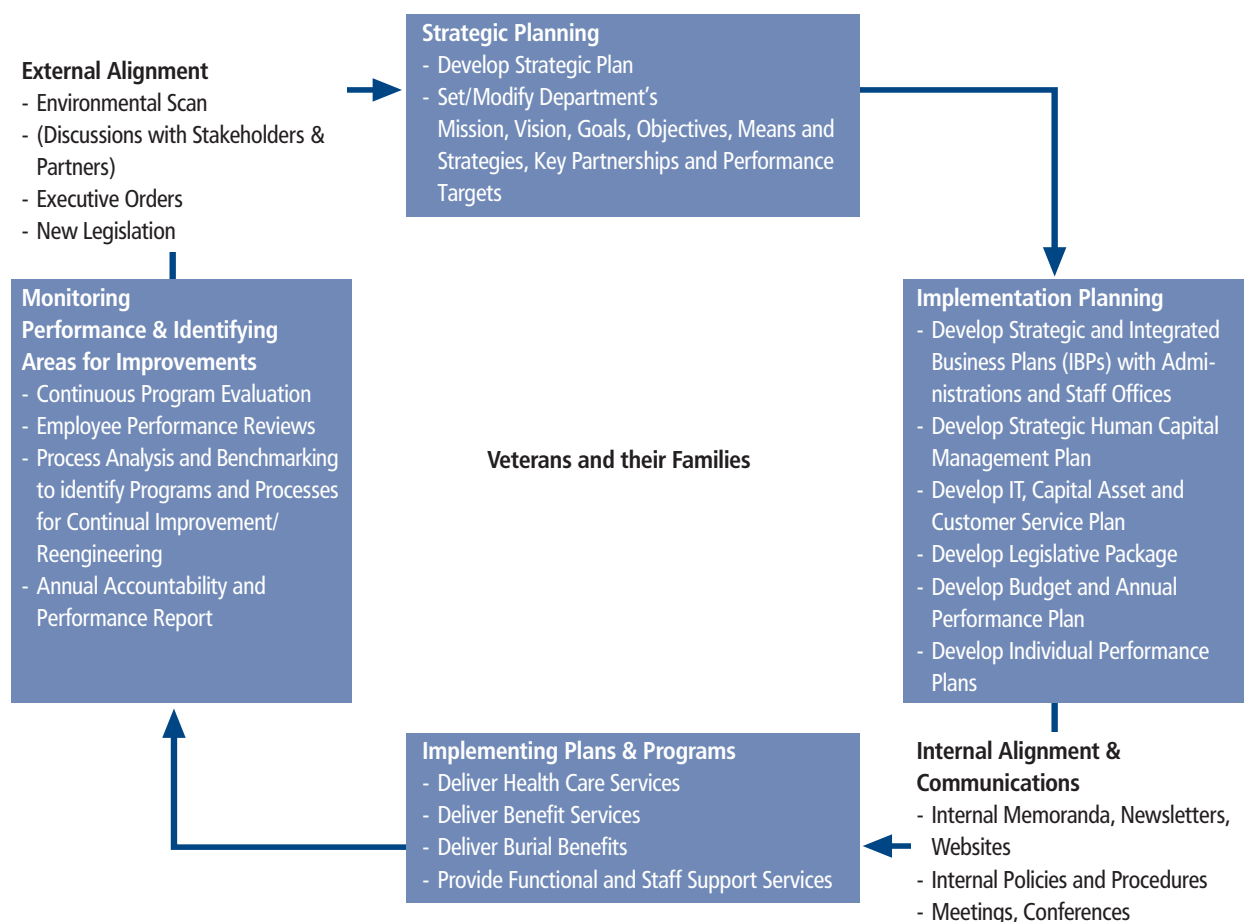 External Alignment
- Environmental Scan
- (Discussions with Stakeholders &
Partners)
- Executive Orders
- New Legislation
Strategic Planning
- Develop Strategic Plan
- Set/Modify Department's
Mission, Vision, Goals, Objectives, Means and
Strategies, Key Partnerships and Performance
Targets
Implementation Planning
- Develop Strategic and Integrated
Business Plans (IBPs) with Admi-
nistrations and Staff Offices
- Develop Strategic Human Capital
Management Plan
- Develop IT, Capital Asset and
Customer Service Plan
- Develop Legislative Package
- Develop Budget and Annual
Performance Plan
- Develop Individual Performance
Plans
Monitoring
Performance & Identifying
Areas for Improvements
- Continuous Program Evaluation
- Employee Performance Reviews
- Process Analysis and Benchmarking
to identify Programs and Processes
for Continual Improvement/
Reengineering
- Annual Accountability and
Performance Report
Veterans and their Families
Implementing Plans & Programs
- Deliver Health Care Services
- Deliver Benefit Services
- Deliver Burial Benefits
- Provide Functional and Staff Support Services
Internal Alignment &
Communications
- Internal Memoranda, Newsletters,
Websites
- Internal Policies and Procedures
- Meetings, Conferences